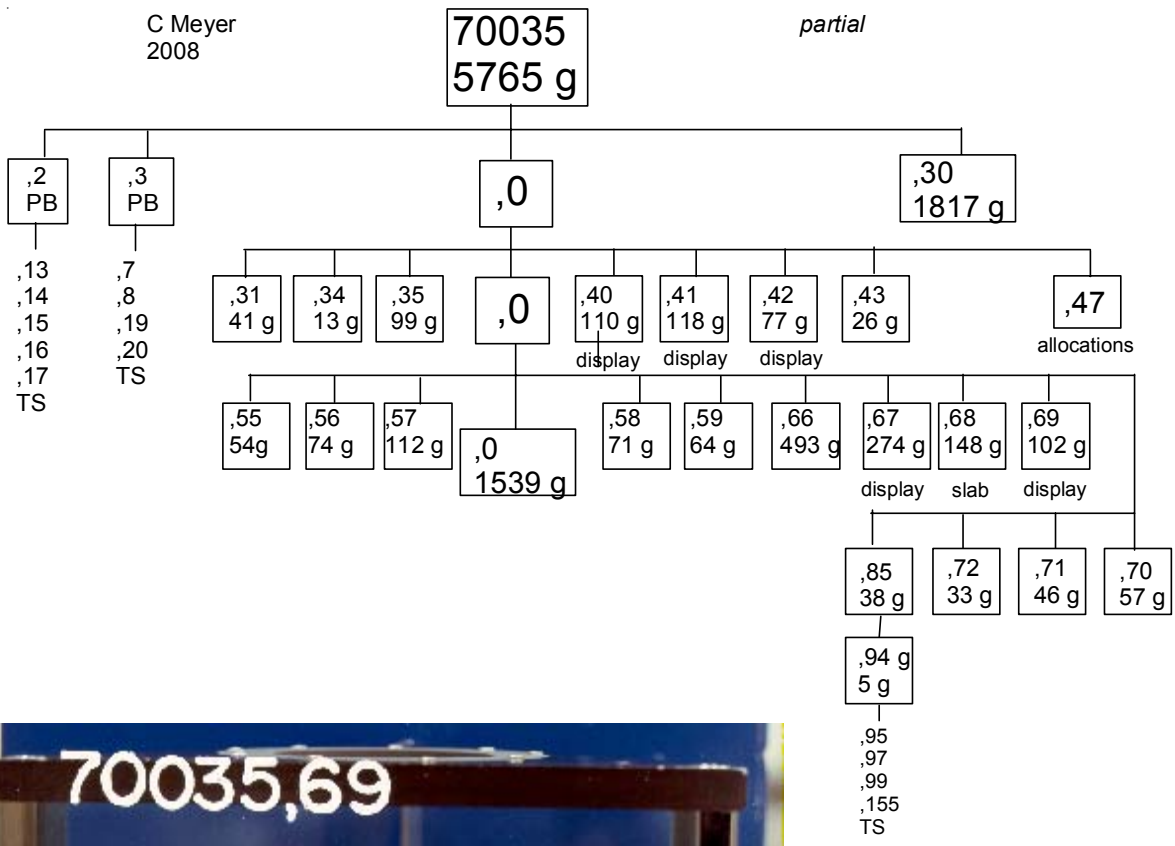 C Meyer
2008
70035
5765 g
partial
,2
PB
,3
PB
,0
,30
1817 g
,13
,14
,15
,16
,17
TS
,7
,8
,19
,20
TS
,31
41 g
,34
13 g
,35
99 g
,0
,40
110 g
display
,41
118 g
display
,42
77 g
display
,43
26 g
,47
allocations
,55
54g
,56
74 g
,57
112 g
,0
1539 g
,58
71 g
,59
64 g
,66
493 g
,67
274 g
display
,68
148 g
slab
,69
102 g
display
,85
38 g
,72
33 g
,71
46 g
,70
57 g
,94 g
5 g
,95
,97
,99
,155
TS
70035,69